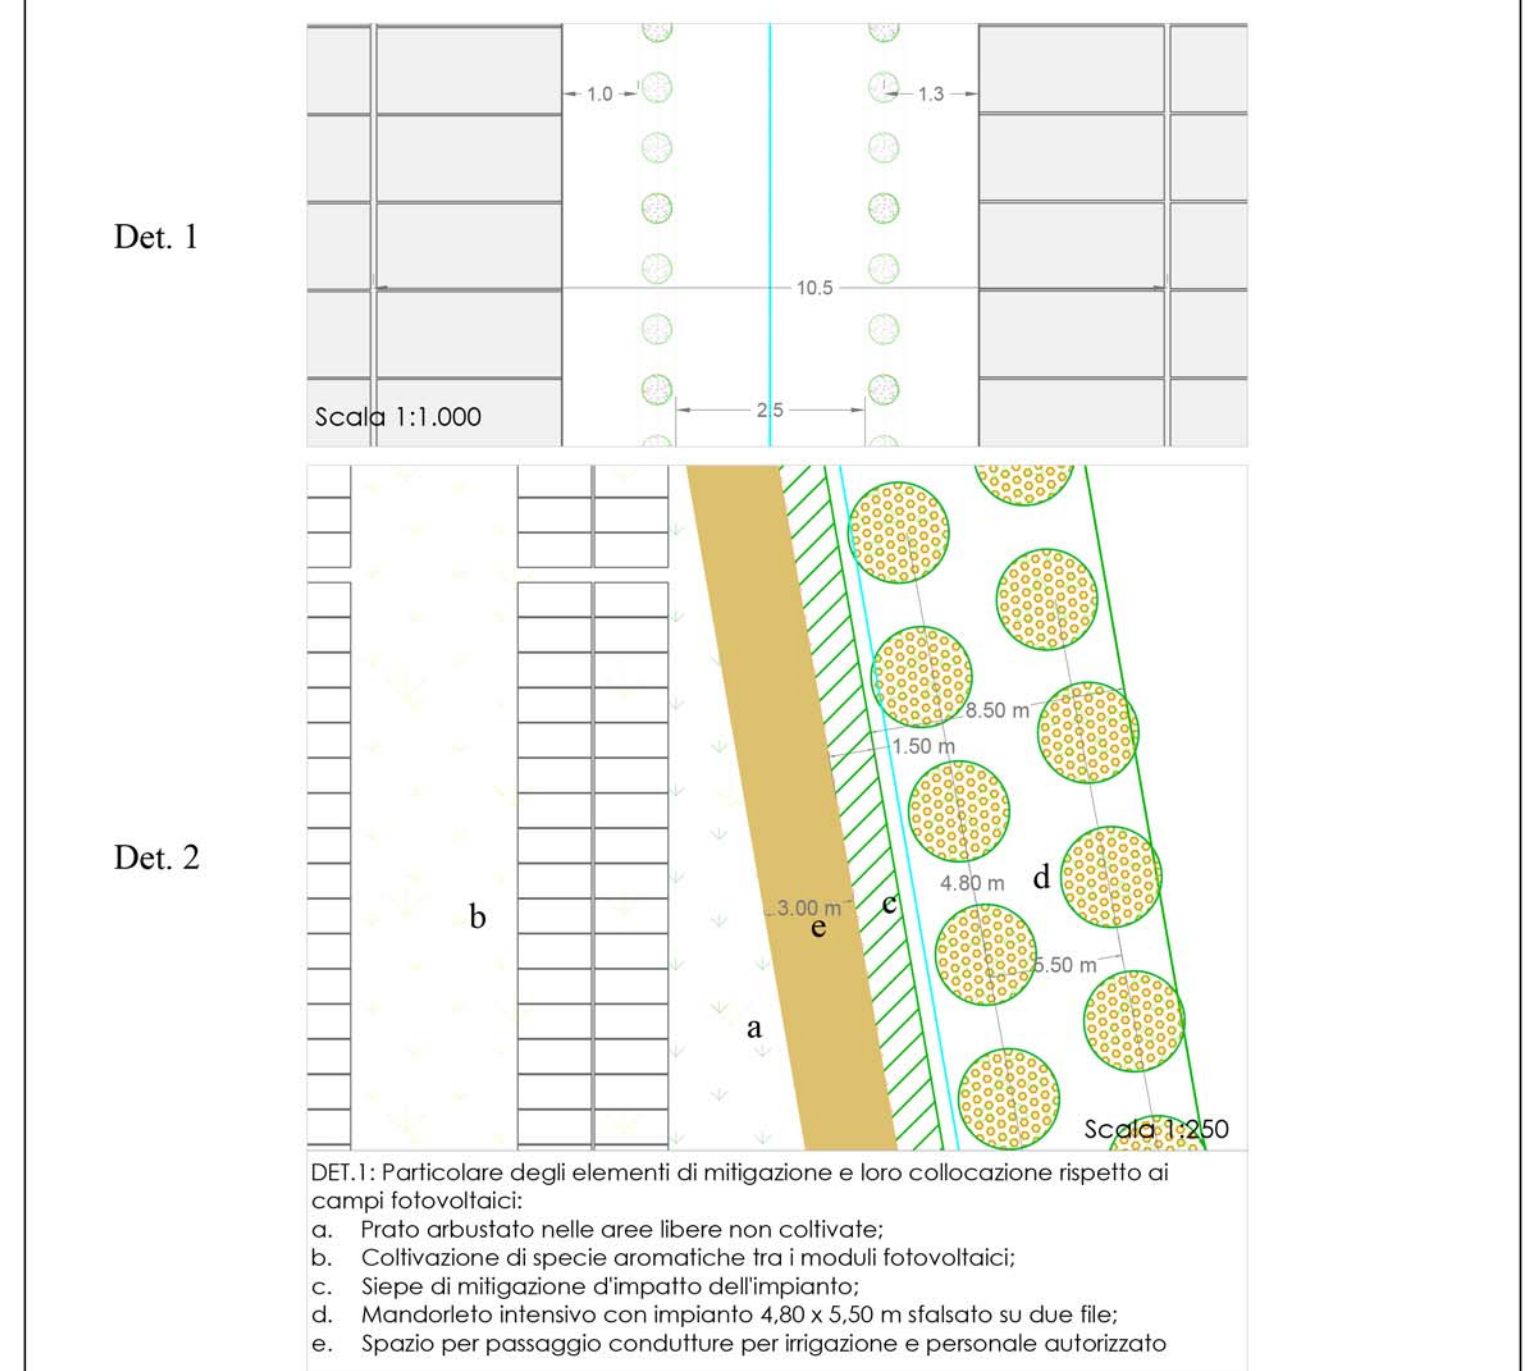 1.0
1.3
Det. 1
10.5
2.5
Scala 1:1.000
8.50 m
1.50 m
Det. 2
4.80 m
d
c
3.00 m
b
e
5.50 m
a
Scala 1:250
DET.1: Particolare degli elementi di mitigazione e loro collocazione rispetto ai
campi fotovoltaici:
a. Prato arbustato nelle aree libere non coltivate;
b. Coltivazione di specie aromatiche tra i moduli fotovoltaici;
c. Siepe di mitigazione d'impatto dell'impianto;
d. Mandorleto intensivo con impianto 4,80 x 5,50 m sfalsato su due file;
e. Spazio per passaggio condutture per irrigazione e personale autorizzato